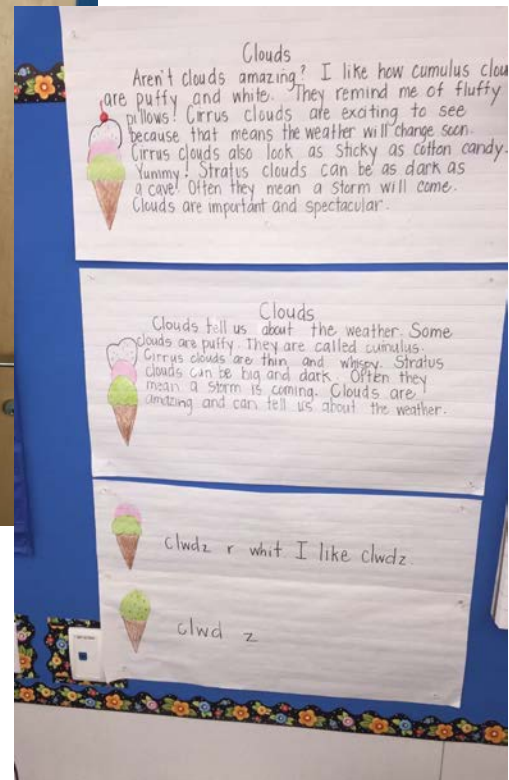 Clouds
Aren't clouds amazing? I like how cumulus clou
are puffy and white. They remind me of fluffy
pillows! Cirrus clouds are exciting to see
because that means the weather will change soon.
Cirrus clouds also look as sticky as cotton candy.
Yummy! Stratus clouds can be as dark as
a cave! Often they mean a storm will come.
Clouds are important and spectacular.
Clouds
Clouds tell us about the weather. Some
clouds are puffy. They are called cumulus.
Cirrus clouds are thin and whispy. Stratus
clouds can be big and dark. Often they
mean a storm is coming. Clouds are
amazing and can tell us about the weather.
clwdz r whit I like clwdz.
clwd z